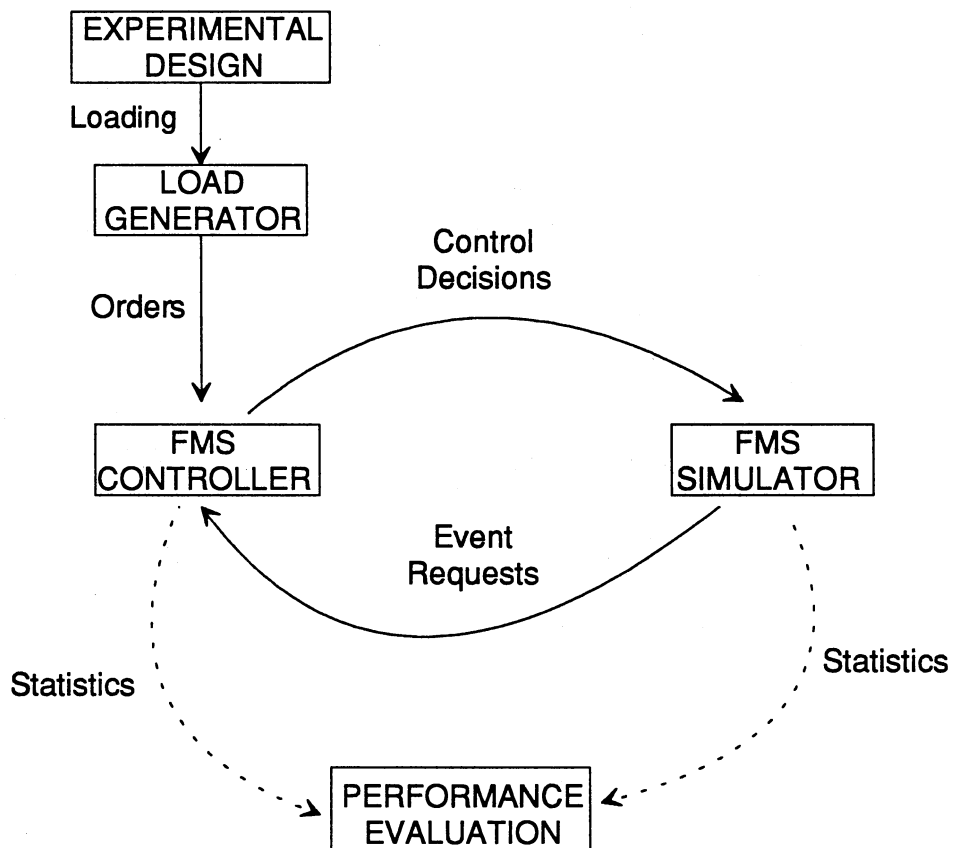 EXPERIMENTAL
DESIGN
Loading
LOAD
GENERATOR
Control
Decisions
Orders
FMS
CONTROLLER
FMS
SIMULATOR
Event
Requests
Statistics
Statistics
PERFORMANCE
EVALUATION